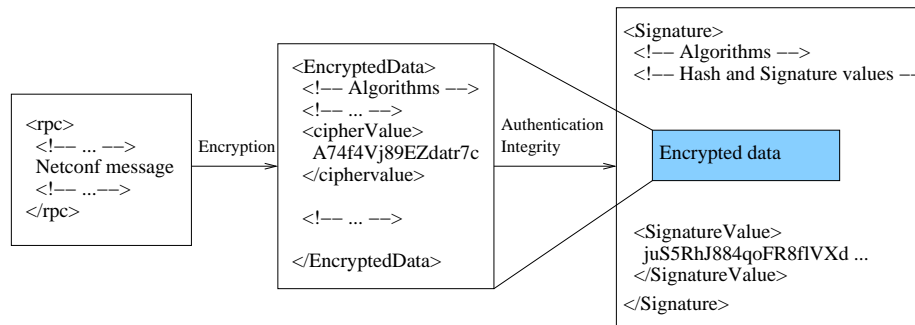 <rpc>
<!-- ... -->
Netconf message
<!-- ...-->
</rpc>
Encryption
<EncryptedData>
<!-- Algorithms -->
<!-- ... -->
<cipherValue>
A74f4Vj89EZdatr7c
</ciphervalue>
<!-- ... -->
</EncryptedData>
Authentication
Integrity
<Signature>
<!-- Algorithms -->
<!-- Hash and Signature values -
Encrypted data
<SignatureValue>
juS5RhJ884qoFR8flVXd ...
</SignatureValue>
</Signature>